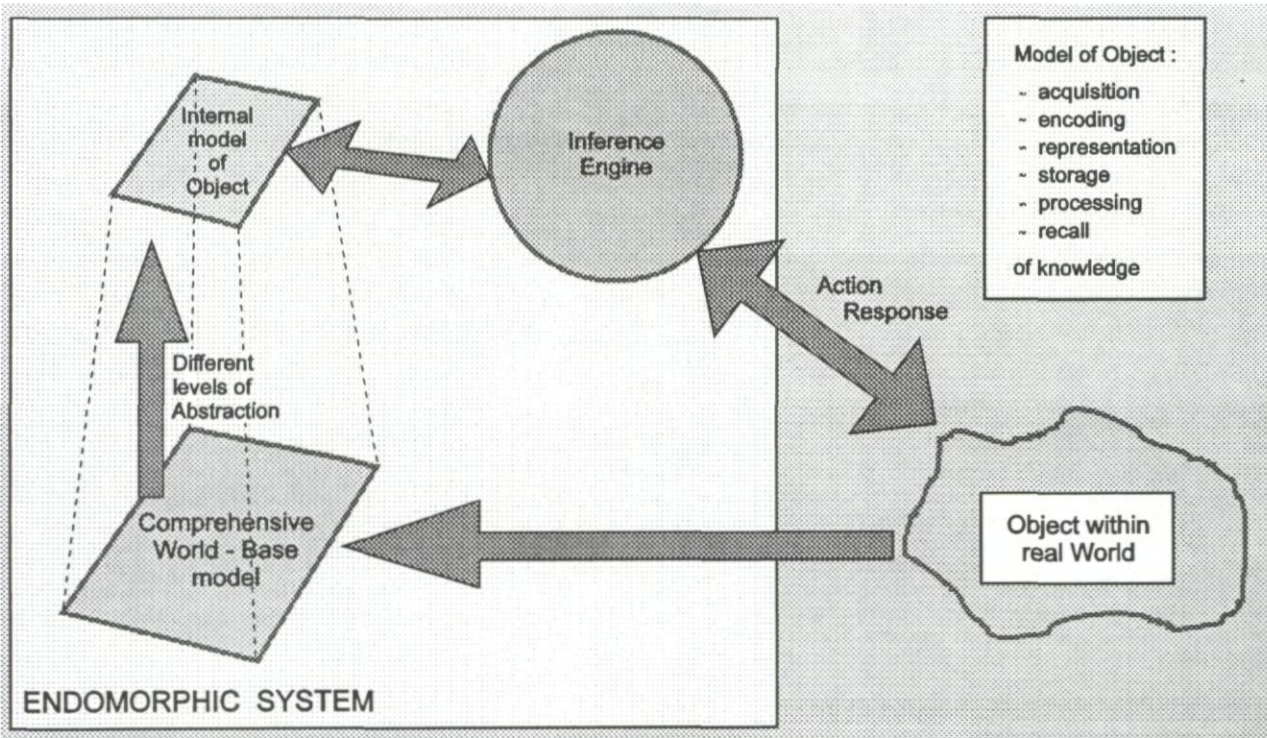 Internal
model
of
Object
Inference
Engine
Model of Object :
~ acquisition
~ encoding
~ representation
~ storage
~ processing
~ recall
of knowledge
Action
Response
Different
levels of
Abstraction
Comprehensive
World - Base
model
Object within
real World
ENDOMORPHIC SYSTEM